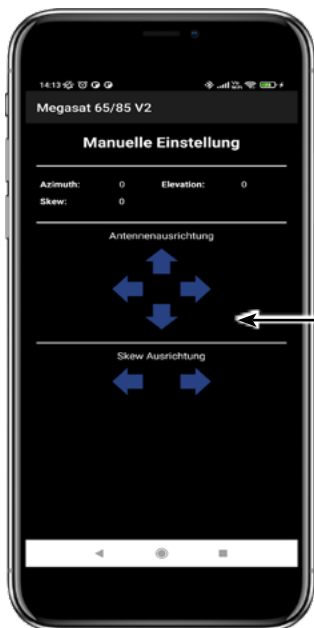 14:13
Megasat 65/85 V2
Manuelle Einstellung
Azimuth: 0 Elevation: 0
Skew: 0
Antennenausrichtung
Skew Ausrichtung